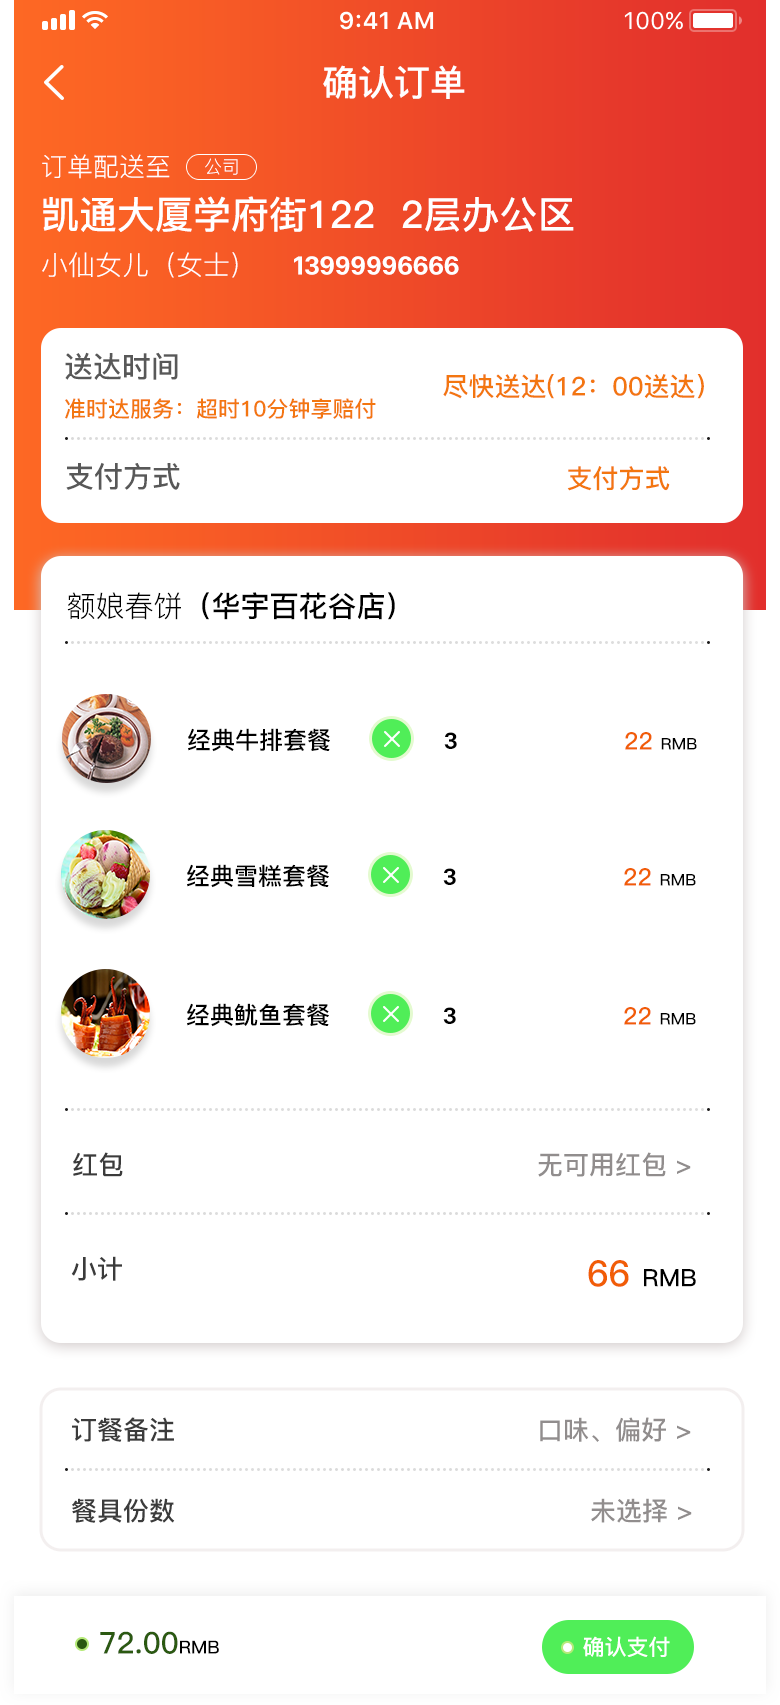 9:41 AM 100%
确认订单
订单配送至 公司
凯通大厦学府街122 2层办公区
小仙女儿（女士） 13999996666
送达时间
尽快送达(12：00送达)
准时达服务：超时10分钟享赔付
支付方式 支付方式
额娘春饼（华宇百花谷店）
经典牛排套餐 3 22 RMB
经典雪糕套餐 3 22 RMB
经典鱿鱼套餐 3 22 RMB
红包 无可用红包 >
小计 66 RMB
订餐备注 口味、偏好 >
餐具份数 未选择 >
72.00RMB 确认支付